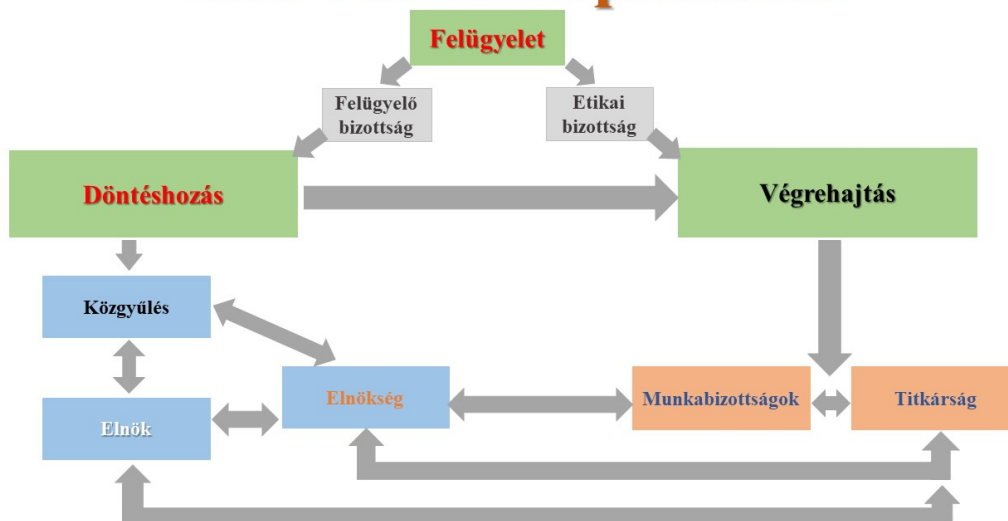 Felügyelet
Felügyelő
bizottság
Etikai
bizottság
Döntéshozás
Végrehajtás
Közgyűlés
Elnökség
Munkabizottságok
Titkárság
Elnök